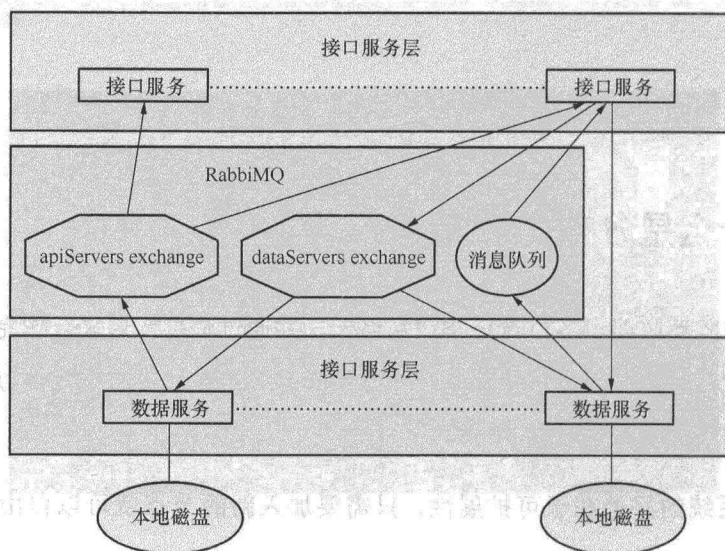 接口服务层
接口服务
接口服务
RabbiMQ
apiServers exchange
dataServers exchange
消息队列
接口服务层
数据服务
数据服务
本地磁盘
本地磁盘